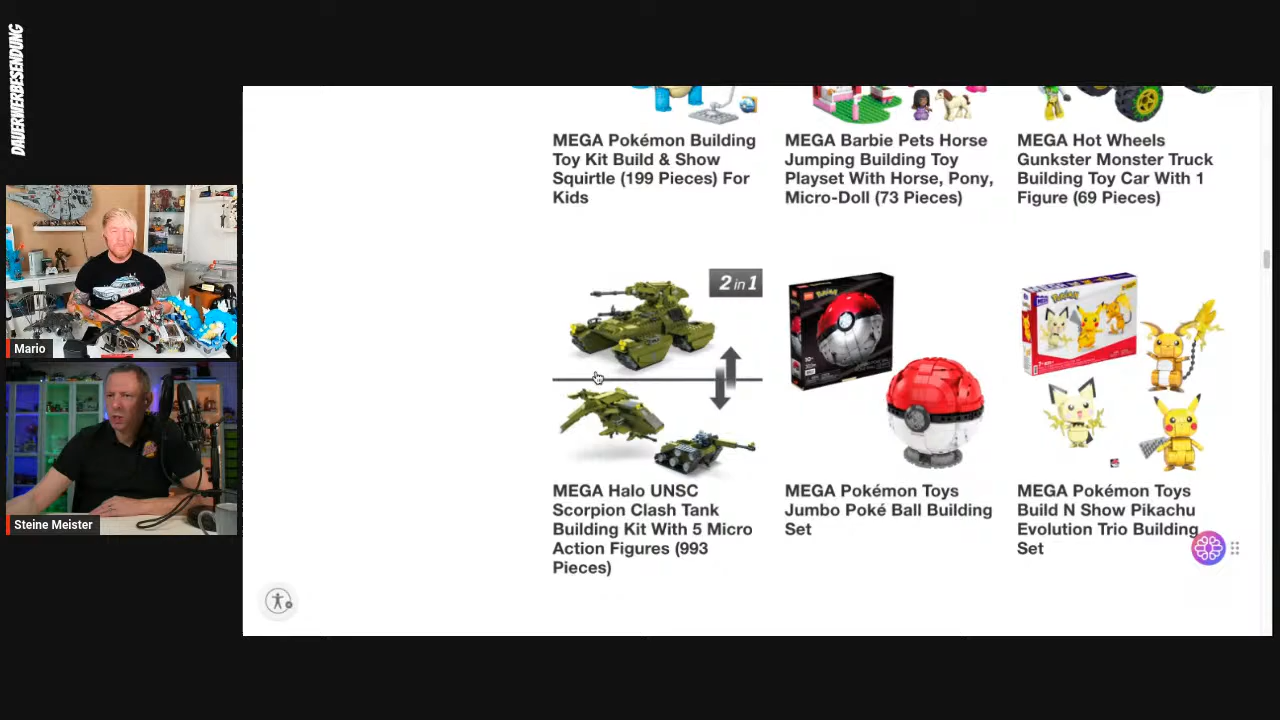 DAUERWERBESENDUNG
MEGA Pokémon Building
Toy Kit Build & Show
Squirtle (199 Pieces) For
Kids
MEGA Barbie Pets Horse
Jumping Building Toy
Playset With Horse, Pony,
Micro-Doll (73 Pieces)
MEGA Hot Wheels
Gunkster Monster Truck
Building Toy Car With 1
Figure (69 Pieces)
2 in 1
MEGA Halo UNSC
Scorpion Clash Tank
Building Kit With 5 Micro
Action Figures (993
Pieces)
MEGA Pokémon Toys
Jumbo Poké Ball Building
Set
MEGA Pokémon Toys
Build N Show Pikachu
Evolution Trio Building
Set
Mario
Steine Meister